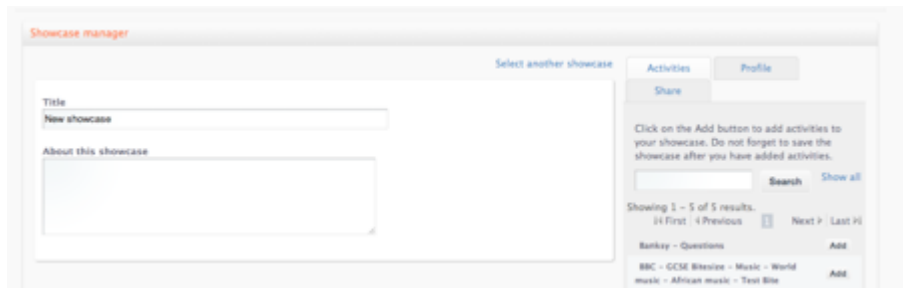 Showcase manager
Select another showcase
Title
New showcase
About this showcase
Activities
Profile
Share
Click on the Add button to add activities to
your showcase. Do not forget to save the
showcase after you have added activities.
Search
Show all
Showing 1 – 5 of 5 results.
First Previous Next Last
Banksy – Questions Add
BBC – GCSE Bitesize – Music – World
music – African music – Test Bite Add